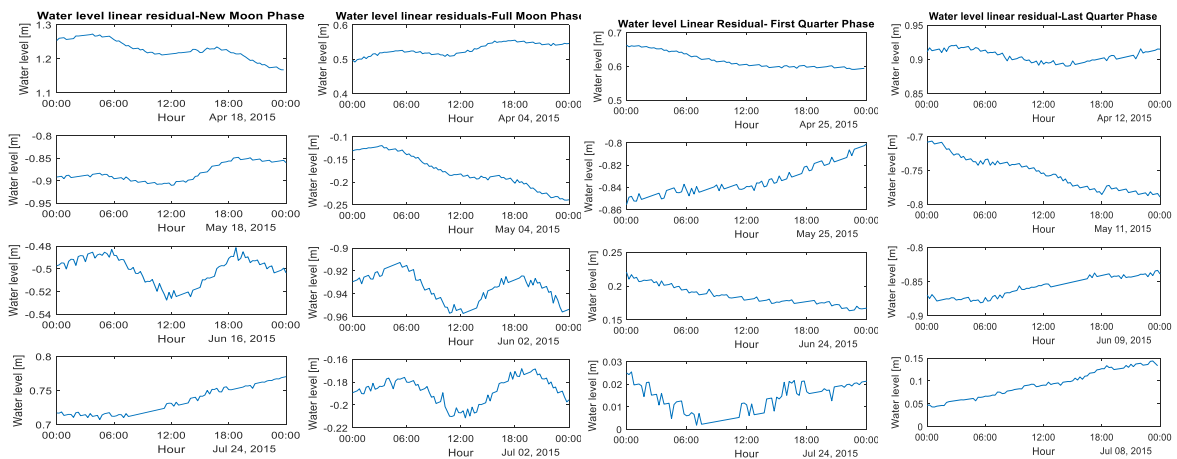 Water level linear residual-New Moon Phase
Water level [m]
1.3
1.2
1.1
00:00 06:00 12:00 18:00 00:00
Hour
Apr 18, 2015
Water level [m]
-0.8
-0.85
-0.9
-0.95
00:00 06:00 12:00 18:00 00:00
Hour
May 18, 2015
Water level [m]
-0.48
-0.5
-0.52
-0.54
00:00 06:00 12:00 18:00 00:00
Hour
Jun 16, 2015
Water level [m]
0.8
0.75
0.7
00:00 06:00 12:00 18:00 00:00
Hour
Jul 24, 2015
Water level linear residuals-Full Moon Phase
Water level [m]
0.6
0.5
0.4
00:00 06:00 12:00 18:00 00:00
Hour
Apr 04, 2015
Water level [m]
-0.1
-0.15
-0.2
-0.25
00:00 06:00 12:00 18:00 00:00
Hour
May 04, 2015
Water level [m]
-0.9
-0.92
-0.94
-0.96
00:00 06:00 12:00 18:00 00:00
Hour
Jun 02, 2015
Water level [m]
-0.16
-0.18
-0.2
-0.22
00:00 06:00 12:00 18:00 00:00
Hour
Jul 02, 2015
Water level Linear Residual- First Quarter Phase
Water level [m]
0.7
0.6
0.5
00:00 06:00 12:00 18:00 00:00
Hour
Apr 25, 2015
Water level [m]
-0.8
-0.82
-0.84
-0.86
00:00 06:00 12:00 18:00 00:00
Hour
May 25, 2015
Water level [m]
0.25
0.2
0.15
00:00 06:00 12:00 18:00 00:00
Hour
Jun 24, 2015
Water level [m]
0.03
0.02
0.01
0
00:00 06:00 12:00 18:00 00:00
Hour
Jul 24, 2015
Water level linear residual-Last Quarter Phase
Water level [m]
0.95
0.9
0.85
00:00 06:00 12:00 18:00 00:00
Hour
Apr 12, 2015
Water level [m]
-0.7
-0.75
-0.8
00:00 06:00 12:00 18:00 00:00
Hour
May 11, 2015
Water level [m]
-0.8
-0.85
-0.9
00:00 06:00 12:00 18:00 00:00
Hour
Jun 09, 2015
Water level [m]
0.15
0.1
0.05
0
00:00 06:00 12:00 18:00 00:00
Hour
Jul 08, 2015